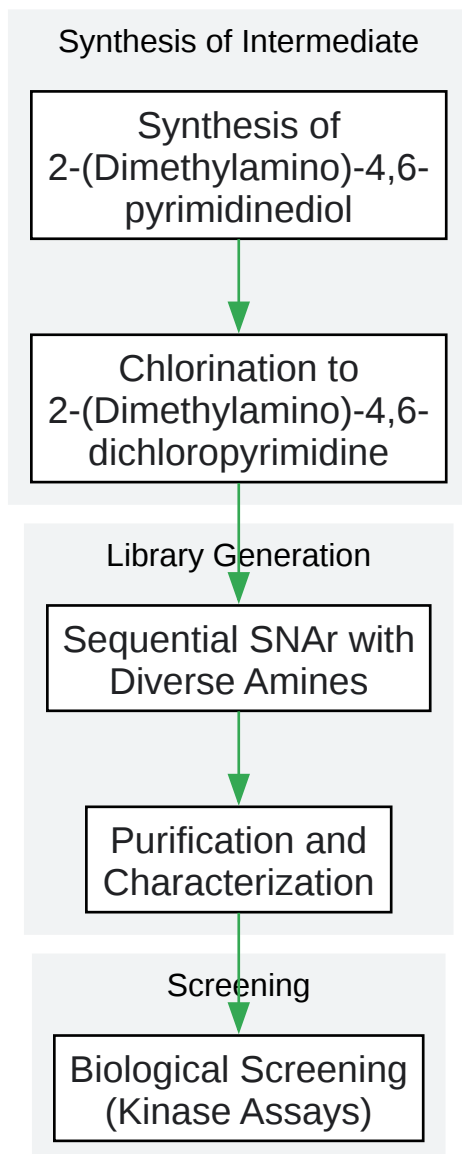 Synthesis of Intermediate
Synthesis of
2-(Dimethylamino)-4,6-
pyrimidinediol
Chlorination to
2-(Dimethylamino)-4,6-
dichloropyrimidine
Library Generation
Sequential SNAr with
Diverse Amines
Purification and
Characterization
Screening
Biological Screening
(Kinase Assays)